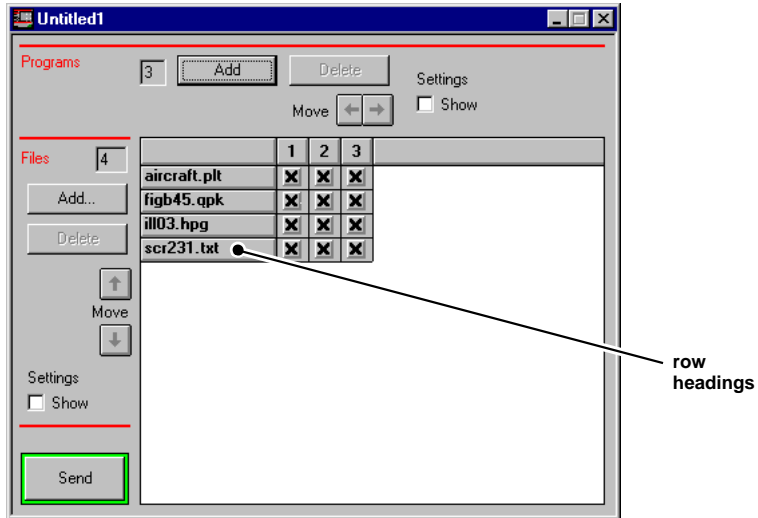 Untitled1
Programs 3 Add Delete Settings
Move Show
Files 4 1 2 3
aircraft.plt
Add... figb45.qpk
ill03.hpg
Delete scr231.txt
Move
row
headings
Settings
Show
Send